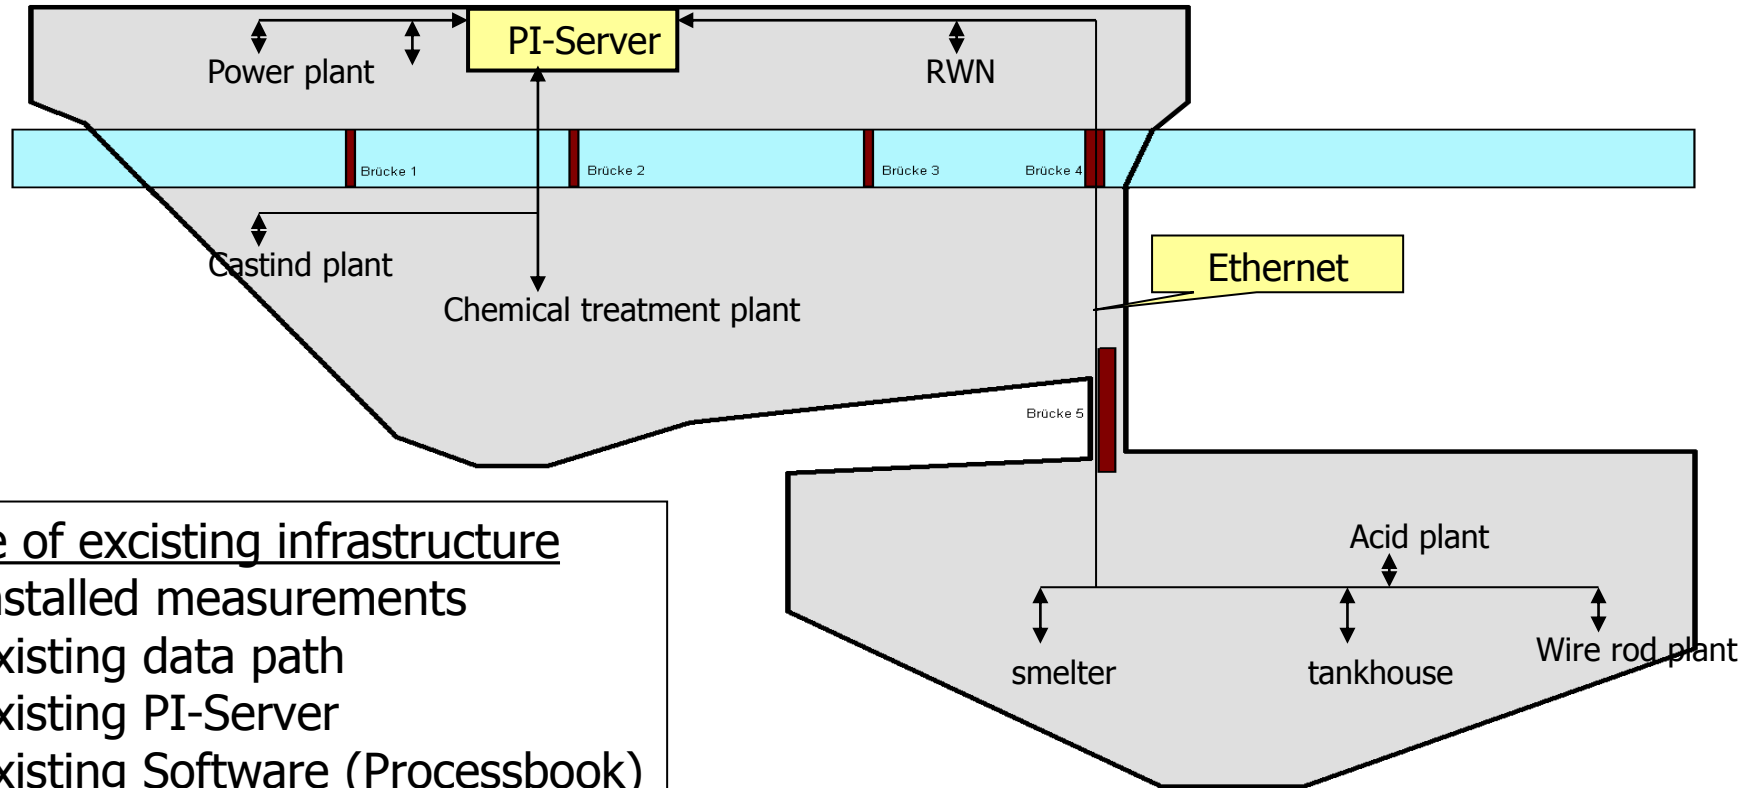 PI-Server
Power plant
RWN
Brücke 1
Brücke 2
Brücke 3
Brücke 4
Castind plant
Ethernet
Chemical treatment plant
Brücke 5
e of excisting infrastructure
nstalled measurements
xisting data path
xisting PI-Server
xisting Software (Processbook)
Acid plant
smelter
tankhouse
Wire rod plant